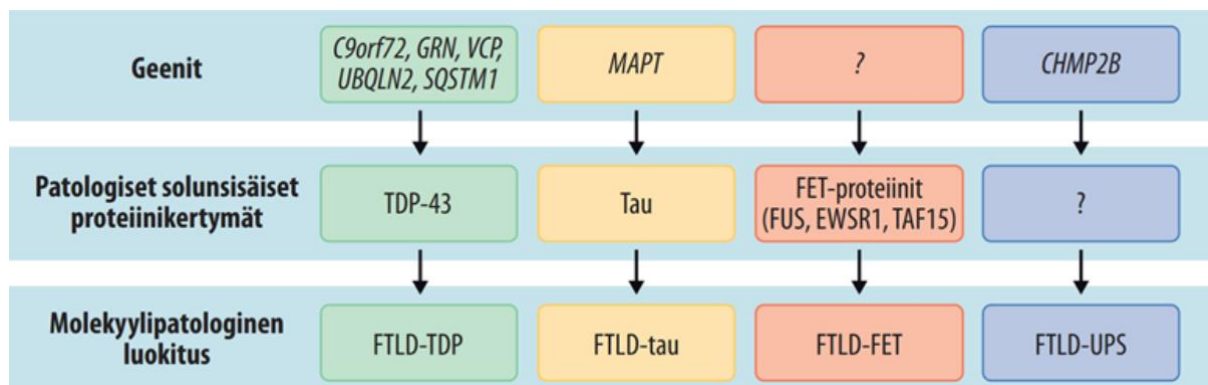 Geenit
C9orf72, GRN, VCP,
UBQLN2, SQSTM1
MAPT
?
CHMP2B
Patologiset solunsisäiset
proteiinikertymät
TDP-43
Tau
FET-proteiinit
(FUS, EWSR1, TAF15)
?
Molekyylipatologinen
luokitus
FTLD-TDP
FTLD-tau
FTLD-FET
FTLD-UPS